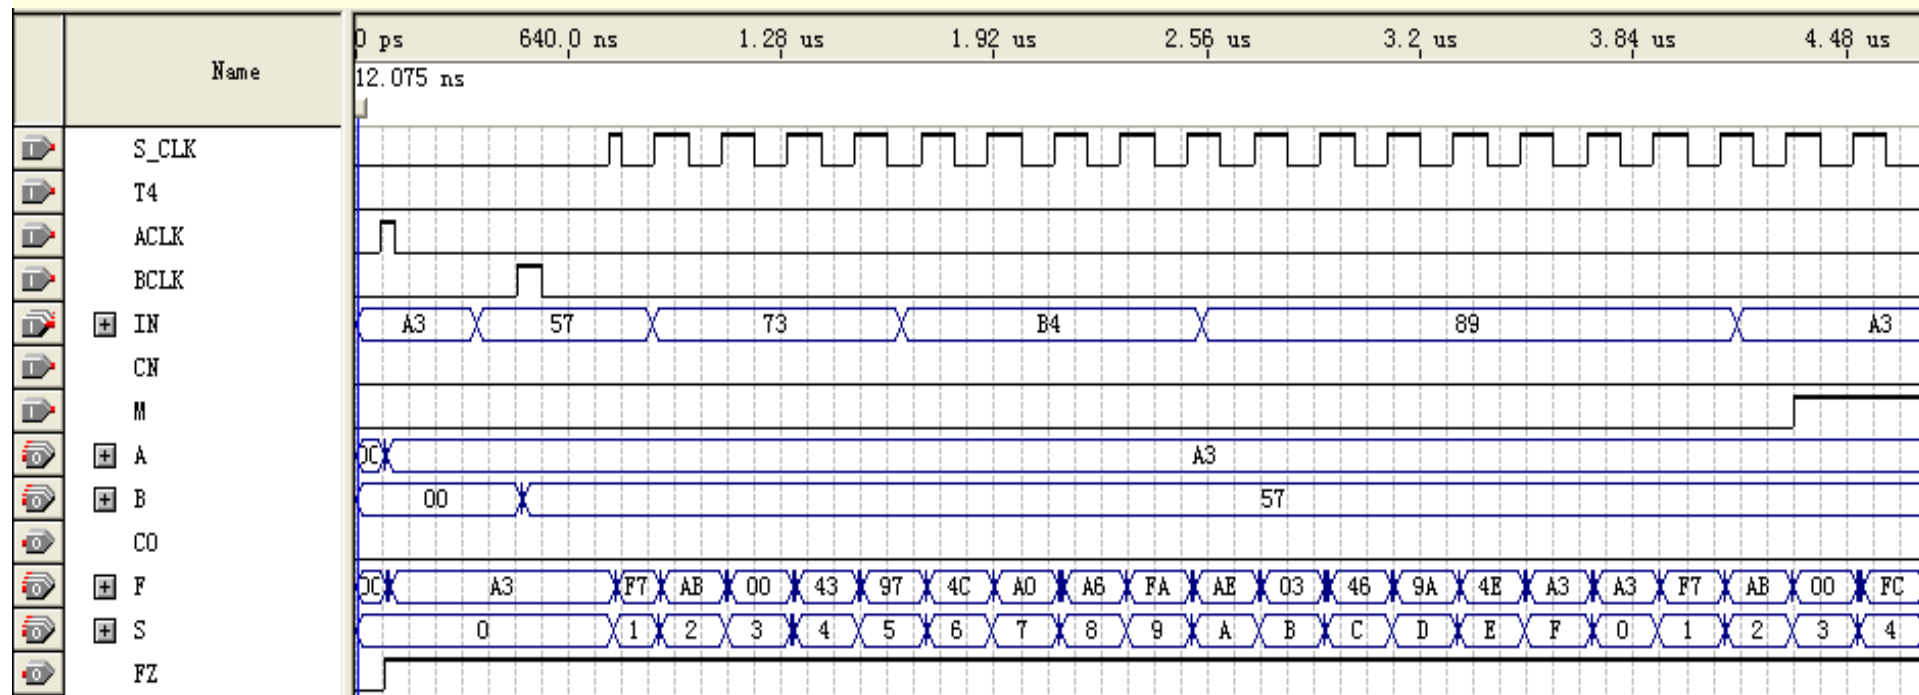 0 ps 640.0 ns 1.28 us 1.92 us 2.56 us 3.2 us 3.84 us 4.48 us
Name
12.075 ns
S_CLK
T4
ACLK
BCLK
IN A3 57 73 B4 89 A3
CN
M
A A3
B 00 57
CO
F A3 F7 AB 00 43 97 4C A0 A6 FA AE 03 46 9A 4E A3 A3 F7 AB 00 FC
S 0 1 2 3 4 5 6 7 8 9 A B C D E F 0 1 2 3 4
FZ